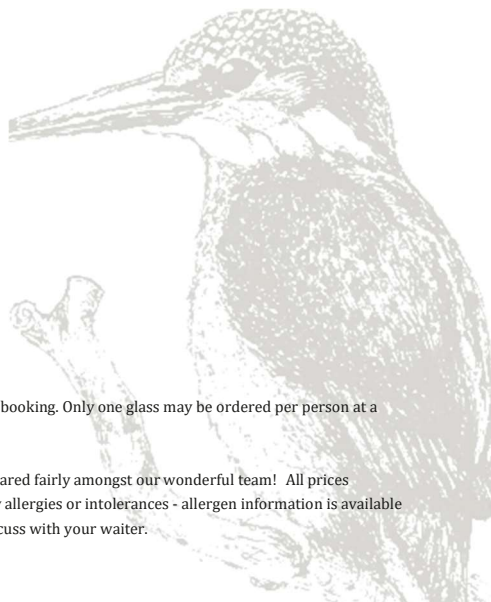 booking. Only one glass may be ordered per person at a
ared fairly amongst our wonderful team! All prices
allergies or intolerances - allergen information is available
cuss with your waiter.